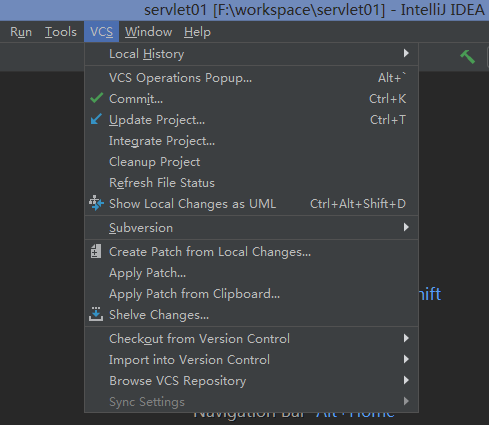 servlet01 [F:\workspace\servlet01] - IntelliJ IDEA
Run Tools VCS Window Help
Local History
VCS Operations Popup... Alt+`
Commit... Ctrl+K
Update Project... Ctrl+T
Integrate Project...
Cleanup Project
Refresh File Status
Show Local Changes as UML Ctrl+Alt+Shift+D
Subversion
Create Patch from Local Changes...
Apply Patch...
Apply Patch from Clipboard...
hift
Shelve Changes...
Checkout from Version Control
Import into Version Control
Browse VCS Repository
Sync Settings
Navigation Bar Alt+Home